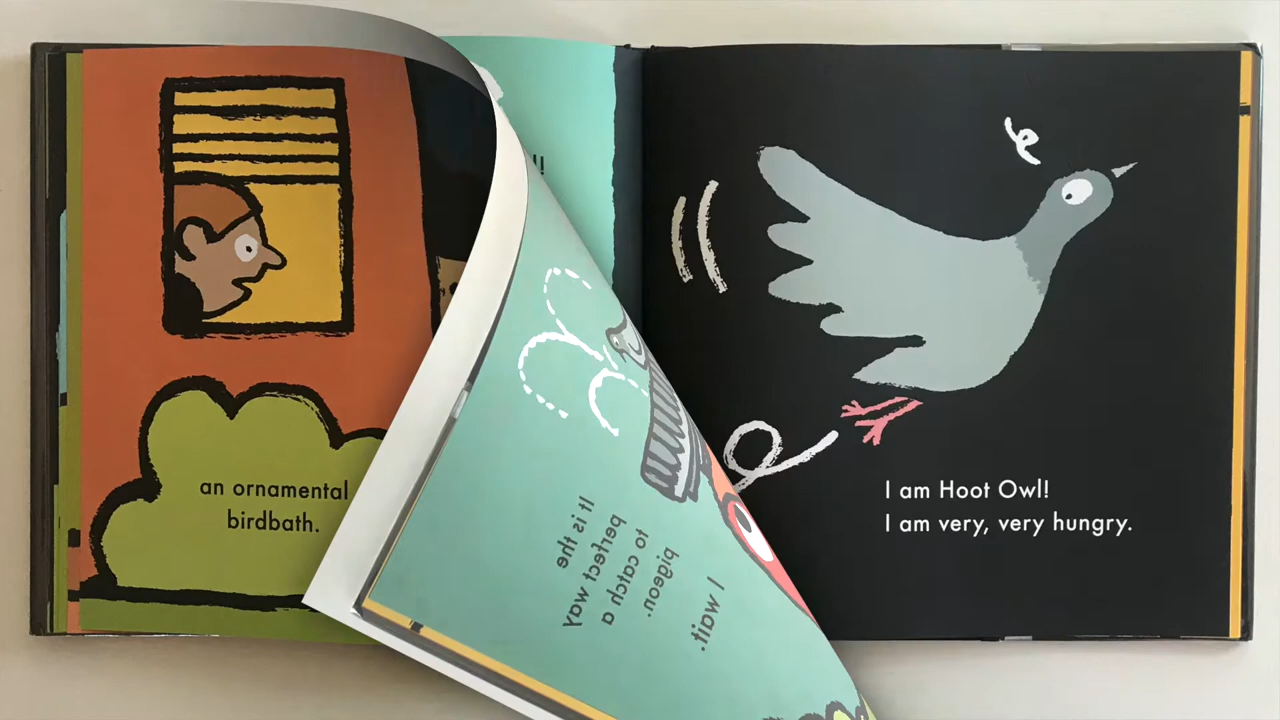 an ornamental
birdbath.
It is the
perfect way
to catch a
pigeon.
I wait.
I am Hoot Owl!
I am very, very hungry.